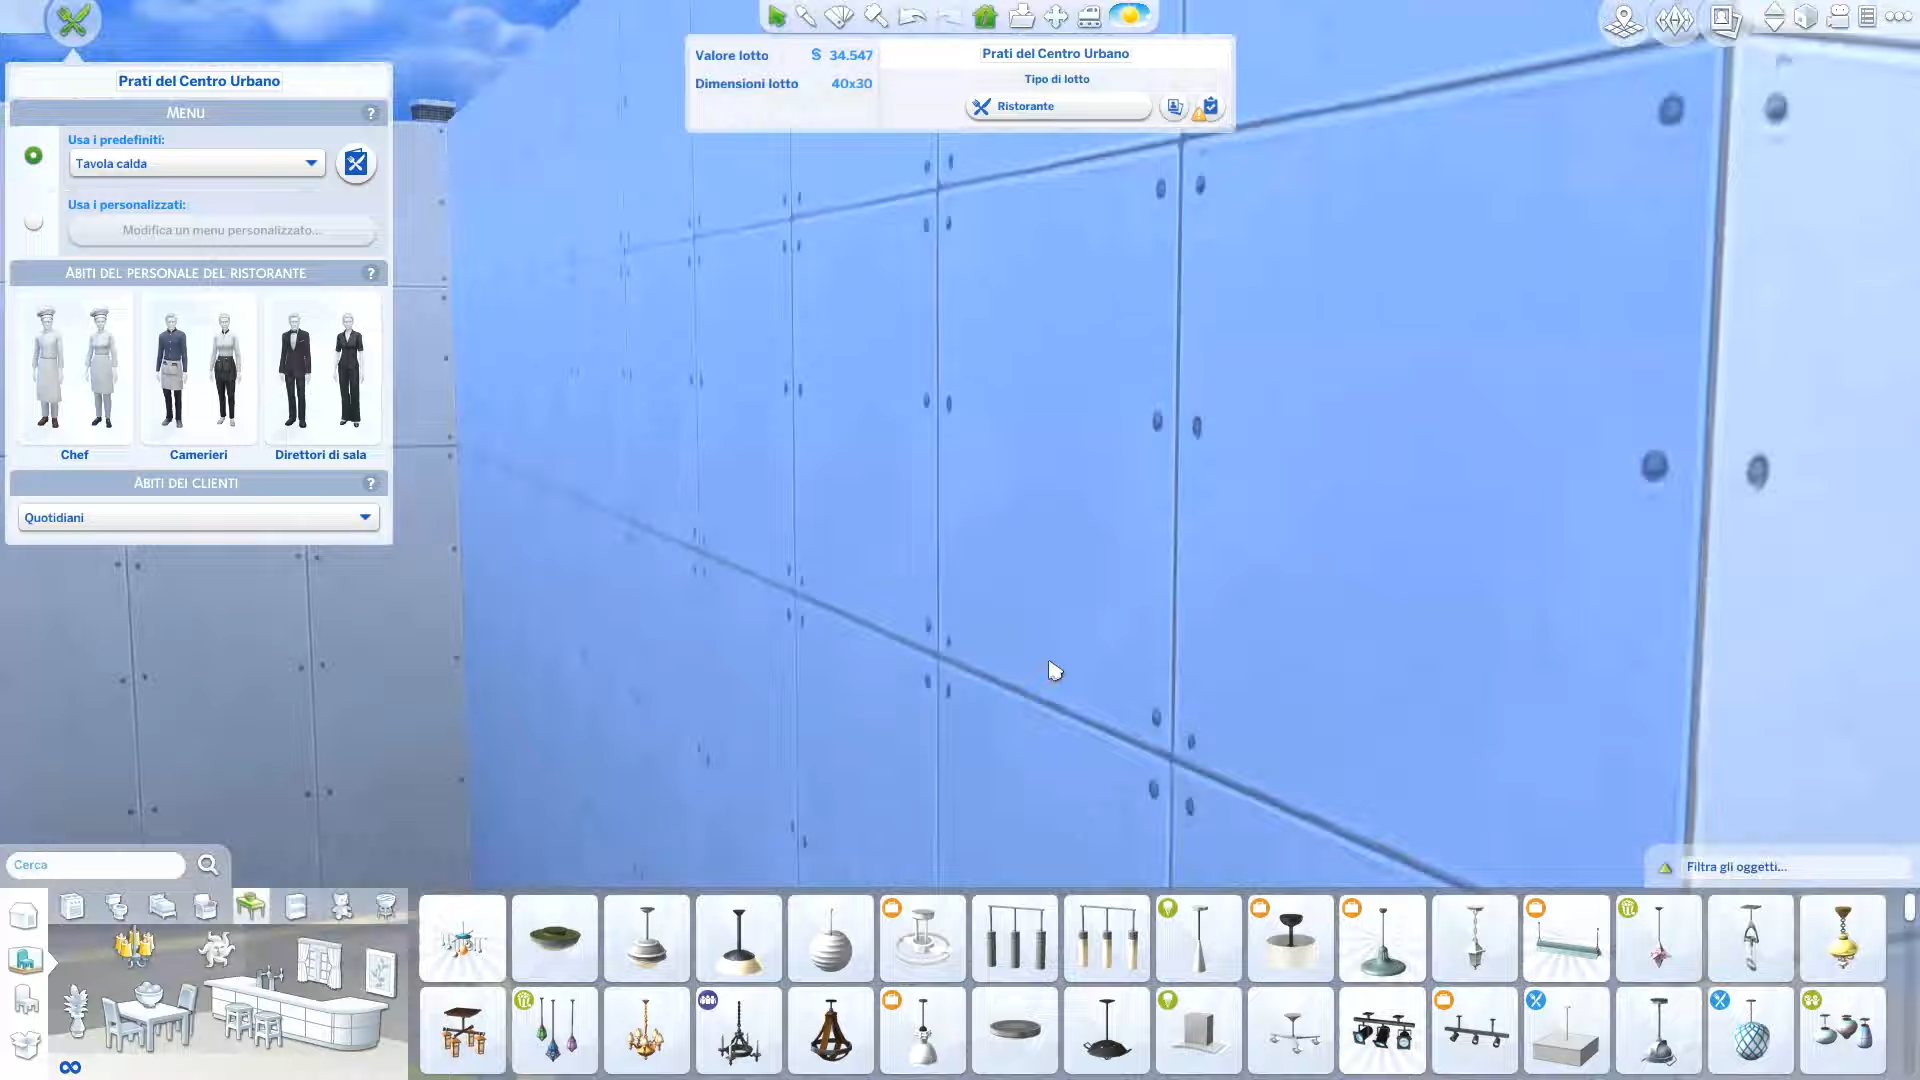 Prati del Centro Urbano
MENU
?
Usa i predefiniti:
Tavola calda
Usa i personalizzati:
Modifica un menu personalizzato...
ABITI DEL PERSONALE DEL RISTORANTE
?
Chef
Camerieri
Direttori di sala
ABITI DEI CLIENTI
?
Quotidiani
Valore lotto
§ 34.547
Dimensioni lotto
40x30
Prati del Centro Urbano
Tipo di lotto
Ristorante
Cerca
Filtra gli oggetti...